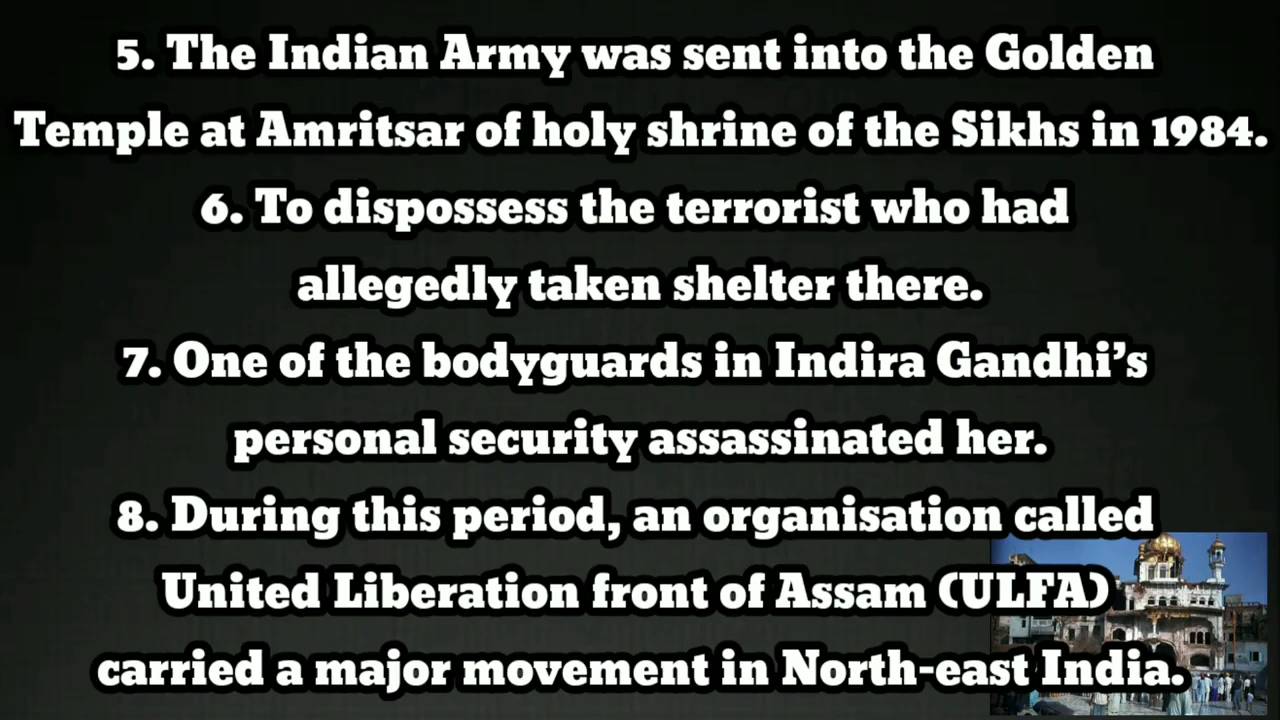 5. The Indian Army was sent into the Golden
Temple at Amritsar of holy shrine of the Sikhs in 1984.
6. To dispossess the terrorist who had
allegedly taken shelter there.
7. One of the bodyguards in Indira Gandhi’s
personal security assassinated her.
8. During this period, an organisation called
United Liberation front of Assam (ULFA)
carried a major movement in North-east India.